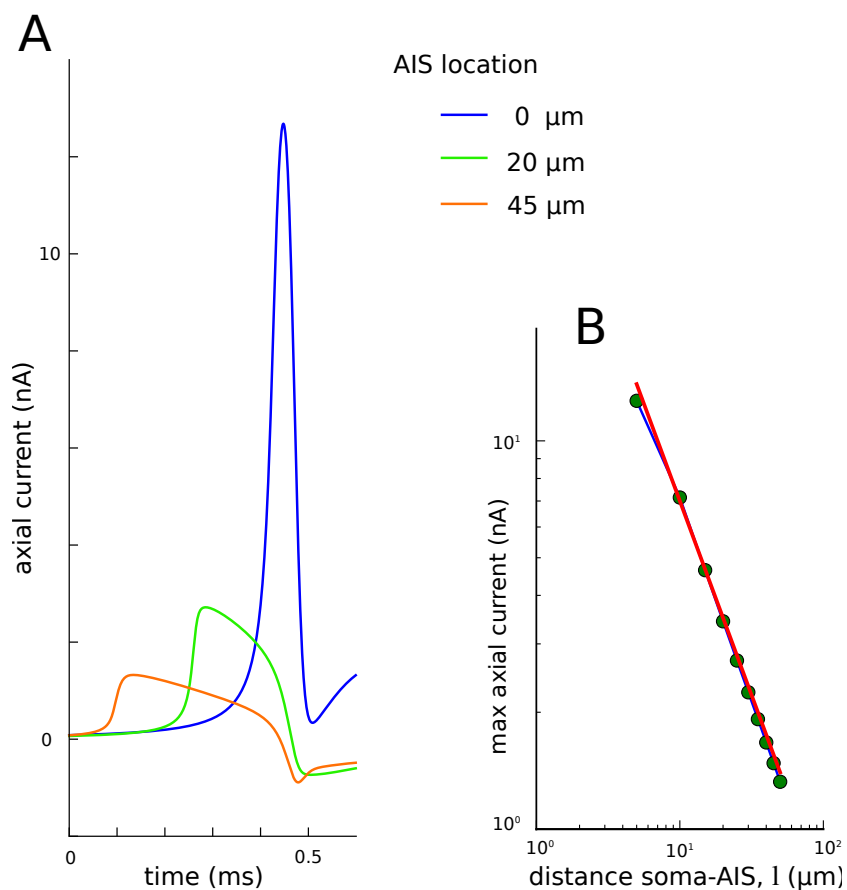 A
AIS location
0 μm
20 μm
45 μm
10
0
axial current (nA)
0
0.5
time (ms)
B
10¹
10⁰
max axial current (nA)
10⁰
10¹
10²
distance soma-AIS, l (μm)